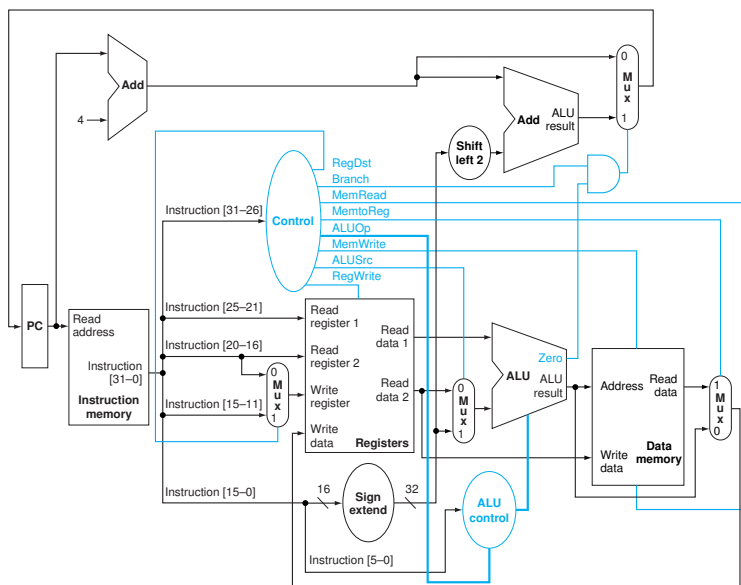 0
M
u
x
1
Add
4
ALU
Add result
Shift
left 2
RegDst
Branch
MemRead
Instruction [31–26]
Control
MemtoReg
ALUOp
MemWrite
ALUSrc
RegWrite
PC
Read
address
Instruction
[31–0]
Instruction
memory
Instruction [25–21]
Read
register 1
Instruction [20–16]
Read
register 2
0
M
u
x
1
Instruction [15–11]
Write
register
Write
data
Registers
Read
data 1
Read
data 2
0
M
u
x
1
Zero
ALU
ALU
result
Address
Read
data
Write
data
Data
memory
1
M
u
x
0
Instruction [15–0]
16
Sign
extend
32
ALU
control
Instruction [5–0]